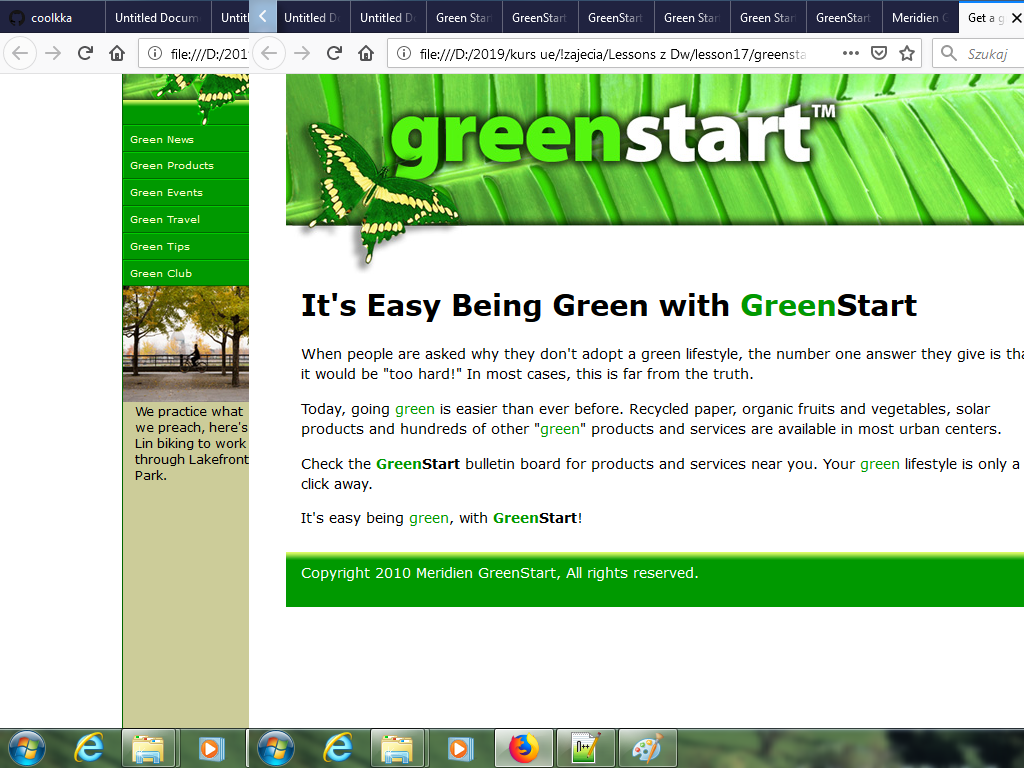 coolkka
Untitled Docum
Untitl
Untitled D
Untitled D
Green Star
GreenStart
GreenStart
Green Start
Green Start
GreenStart
Meridien G
Get a g
file:///D:/201
file:///D:/2019/kurs ue/!zajecia/Lessons z Dw/lesson17/greensta
Szukaj
greenstart™
Green News
Green Products
Green Events
Green Travel
Green Tips
Green Club
We practice what
we preach, here's
Lin biking to work
through Lakefront
Park.
It's Easy Being Green with GreenStart
When people are asked why they don't adopt a green lifestyle, the number one answer they give is tha
it would be "too hard!" In most cases, this is far from the truth.
Today, going green is easier than ever before. Recycled paper, organic fruits and vegetables, solar
products and hundreds of other "green" products and services are available in most urban centers.
Check the GreenStart bulletin board for products and services near you. Your green lifestyle is only a
click away.
It's easy being green, with GreenStart!
Copyright 2010 Meridien GreenStart, All rights reserved.